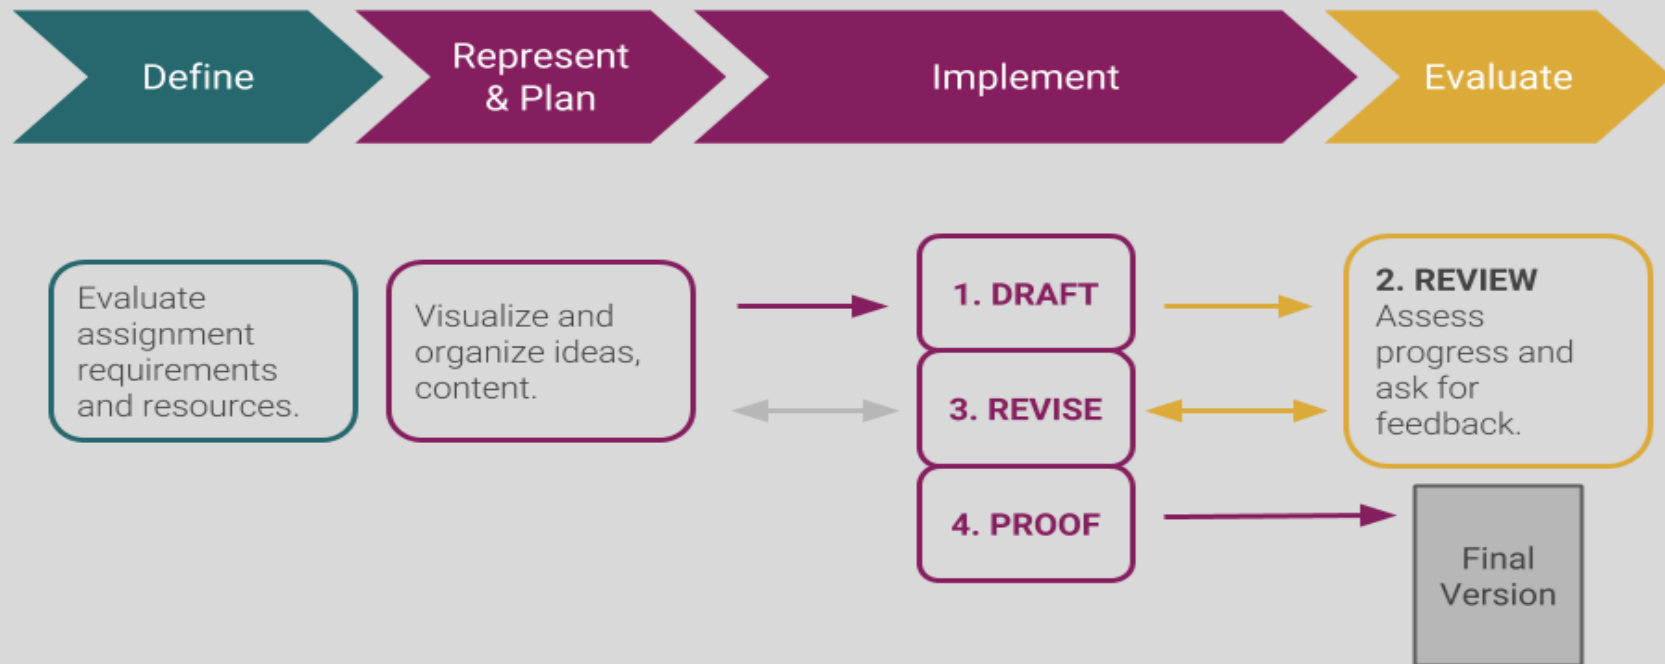 Define
Represent
& Plan
Implement
Evaluate
Evaluate
assignment
requirements
and resources.
Visualize and
organize ideas,
content.
1. DRAFT
3. REVISE
4. PROOF
2. REVIEW
Assess
progress and
ask for
feedback.
Final
Version